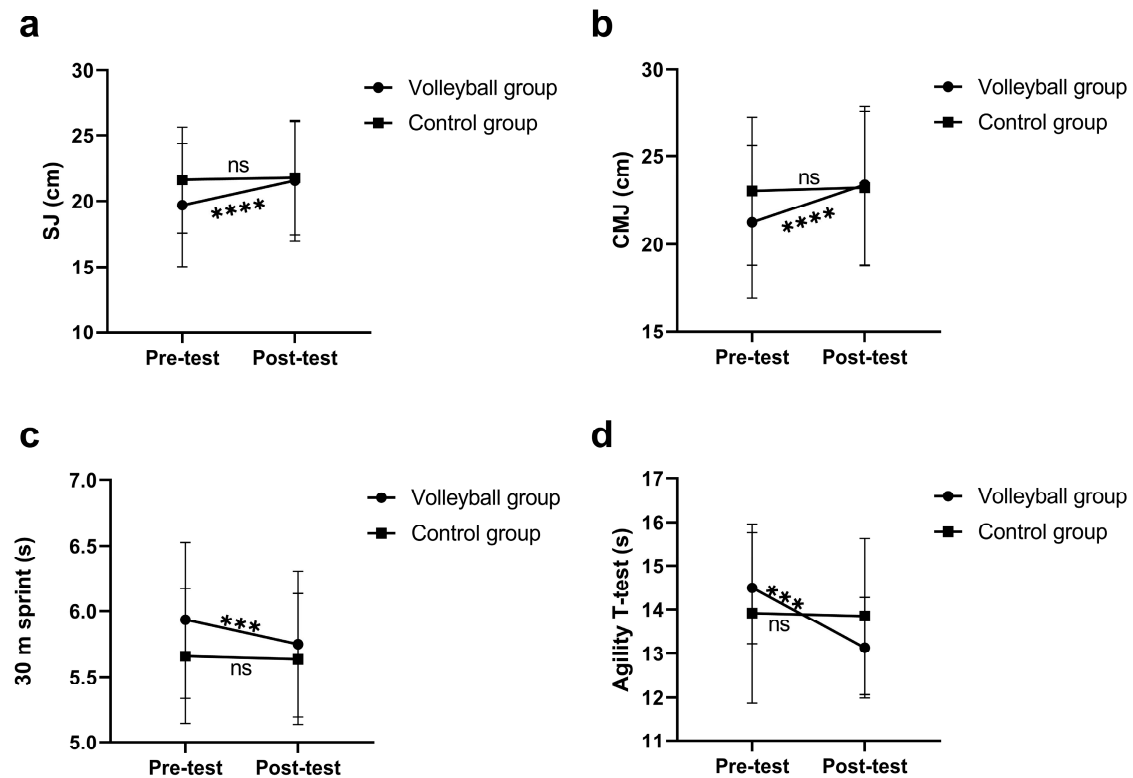 a
SJ (cm)
30
25
20
15
10
ns
****
Pre-test
Post-test
Volleyball group
Control group
b
CMJ (cm)
30
25
20
15
ns
****
Pre-test
Post-test
Volleyball group
Control group
c
30 m sprint (s)
7.0
6.5
6.0
5.5
5.0
***
ns
Pre-test
Post-test
Volleyball group
Control group
d
Agility T-test (s)
17
16
15
14
13
12
11
***
ns
Pre-test
Post-test
Volleyball group
Control group